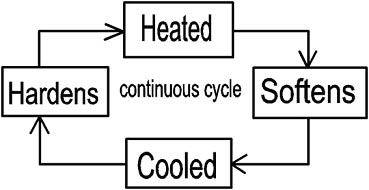 Heated
Hardens
continuous cycle
Softens
Cooled